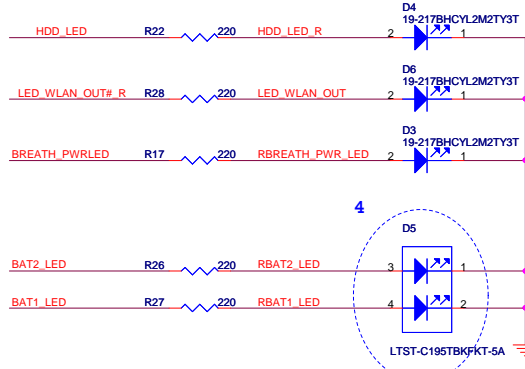 D4
19-217BHCYL2M2TY3T
HDD_LED R22 220 HDD_LED_R 2 1
D6
19-217BHCYL2M2TY3T
LED_WLAN_OUT#_R R28 220 LED_WLAN_OUT 2 1
D3
19-217BHCYL2M2TY3T
BREATH_PWRLED R17 220 RBREATH_PWR_LED 2 1
4
D5
BAT2_LED R26 220 RBAT2_LED 3 1
BAT1_LED R27 220 RBAT1_LED 4 2
LTST-C195TBKFKT-5A